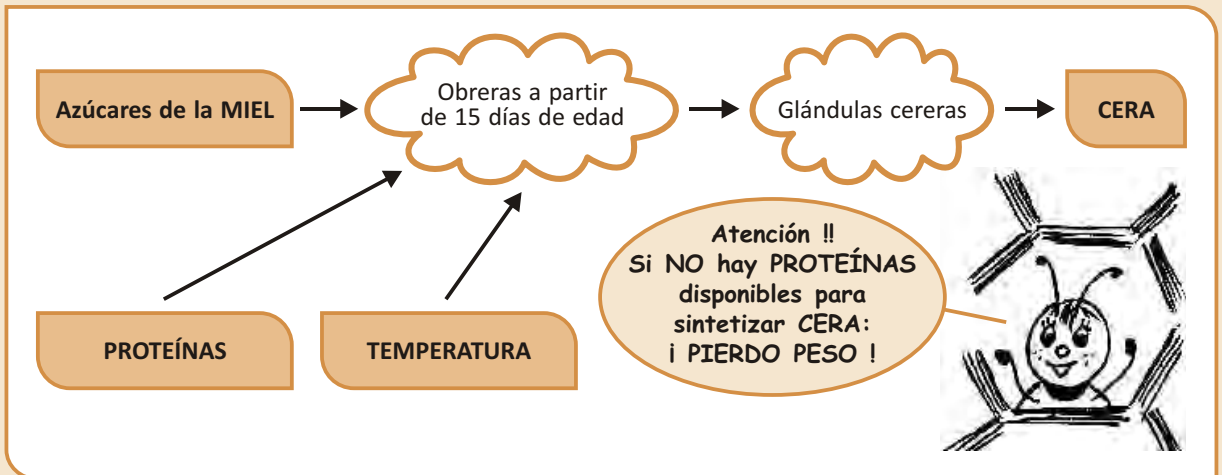 Azúcares de la MIEL
Obreras a partir
de 15 días de edad
Glándulas cereras
CERA
Atención !!
Si NO hay PROTEÍNAS
disponibles para
sintetizar CERA:
¡ PIERDO PESO !
PROTEÍNAS
TEMPERATURA